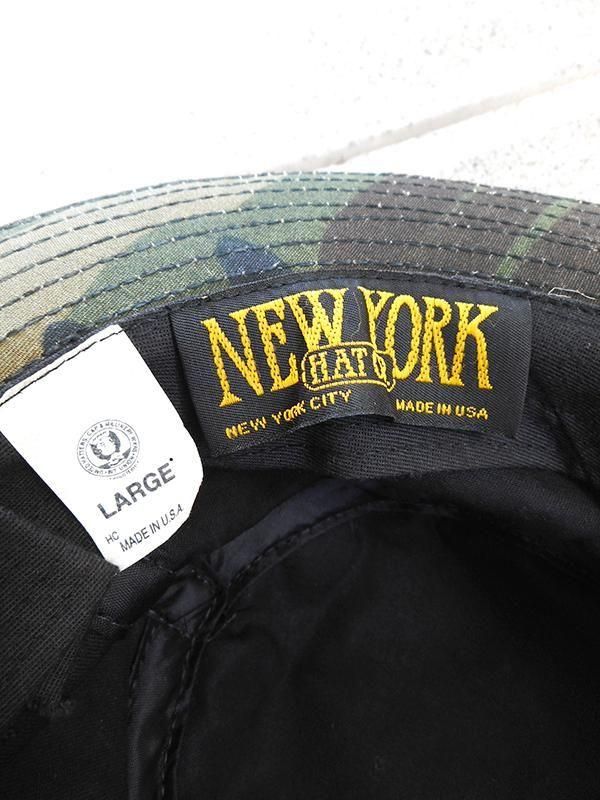 NEW YORK
HAT Co
NEW YORK CITY MADE IN USA
LARGE
HC MADE IN U.S.A.